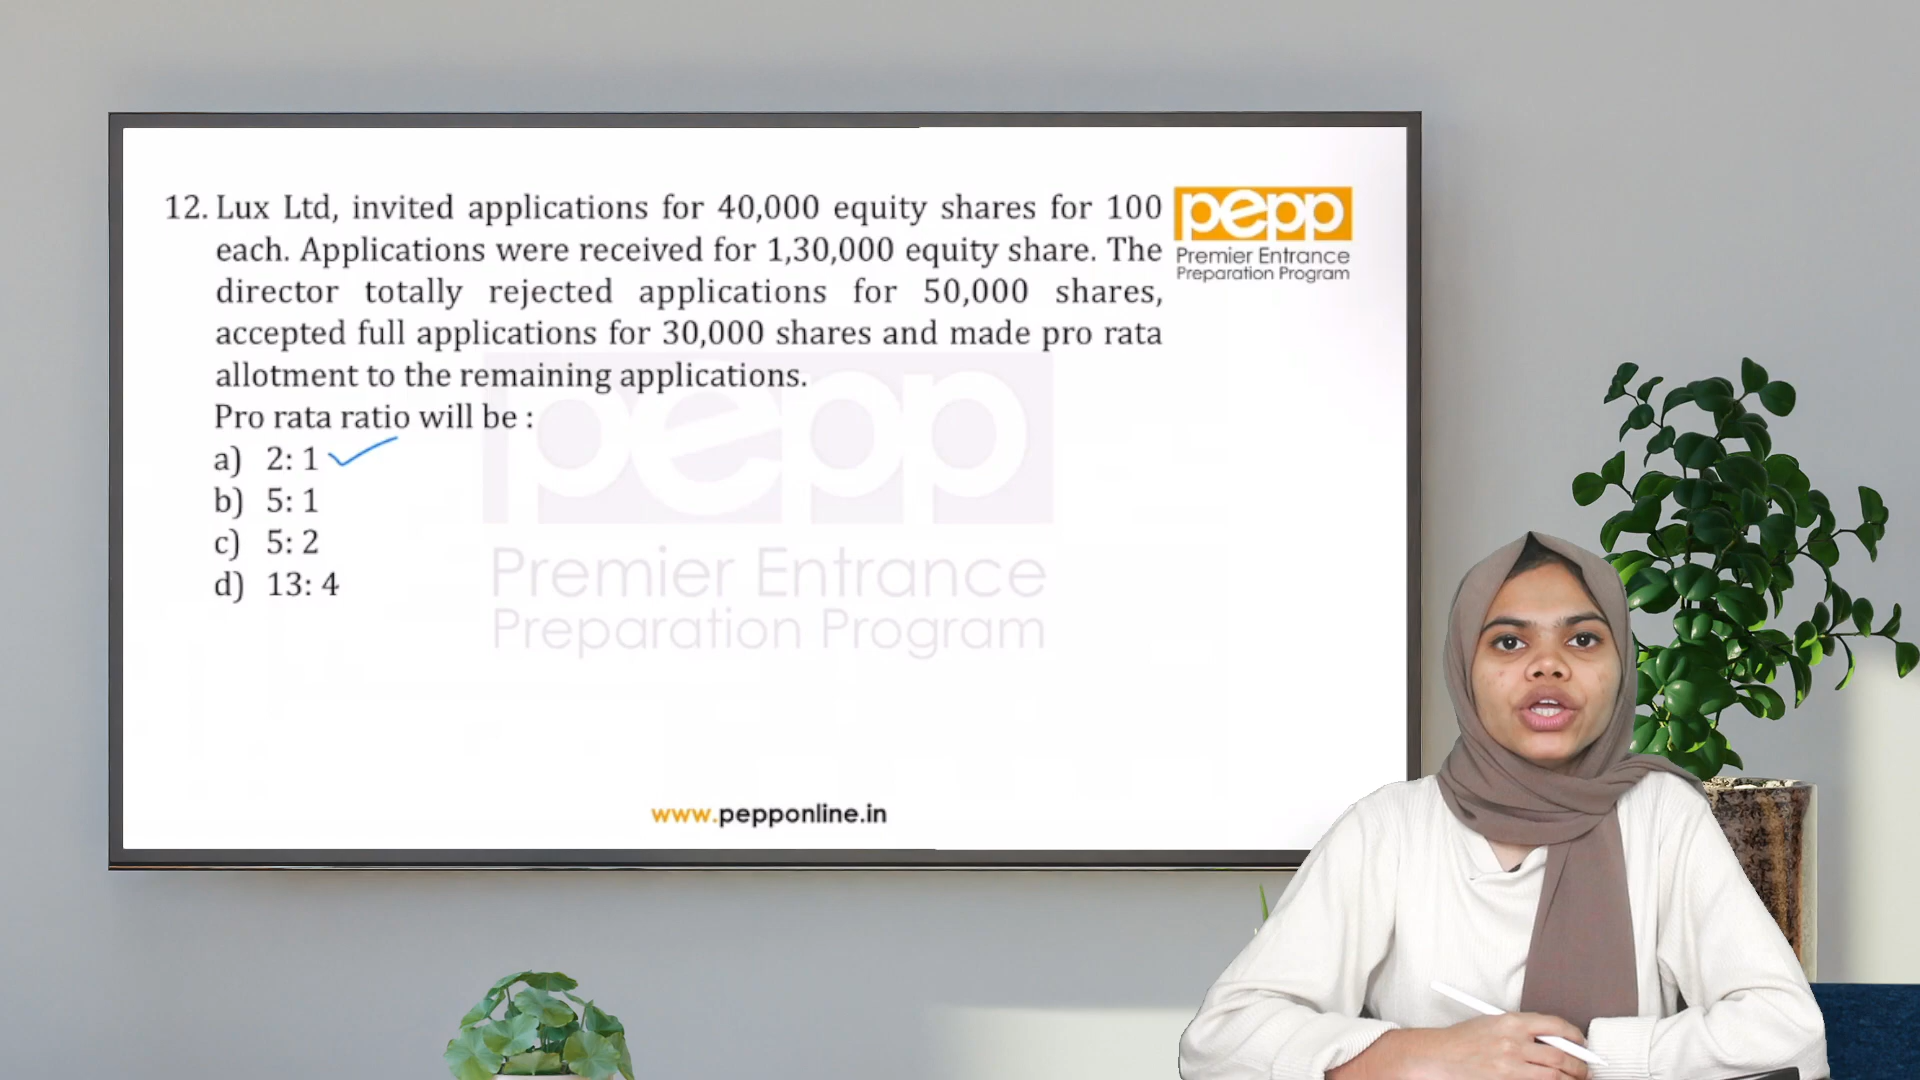 12. Lux Ltd, invited applications for 40,000 equity shares for 100
each. Applications were received for 1,30,000 equity share. The
director totally rejected applications for 50,000 shares,
accepted full applications for 30,000 shares and made pro rata
allotment to the remaining applications.
Pro rata ratio will be :
a) 2: 1
b) 5: 1
c) 5: 2
d) 13: 4
pepp
Premier Entrance
Preparation Program
pepp
Premier Entrance
Preparation Program
www.pepponline.in